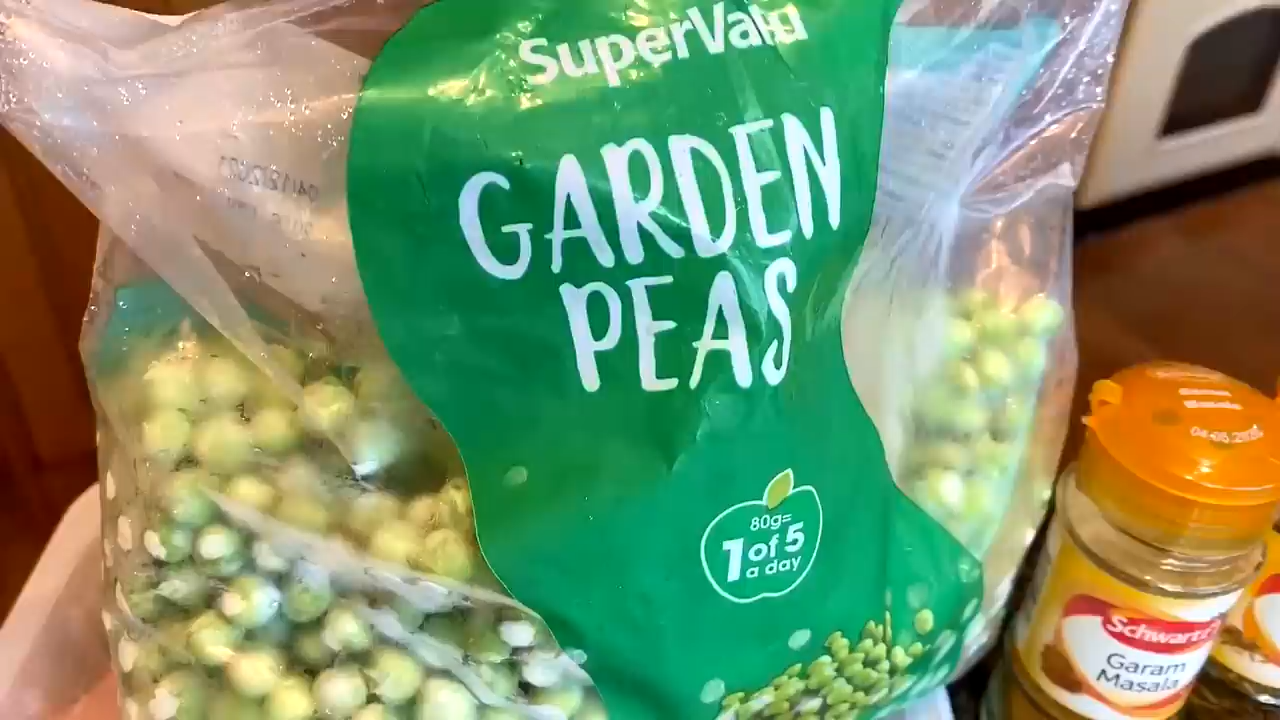 SuperValu
GARDEN
PEAS
80g=
1 of 5
a day
Schwartz
Garam
Masala